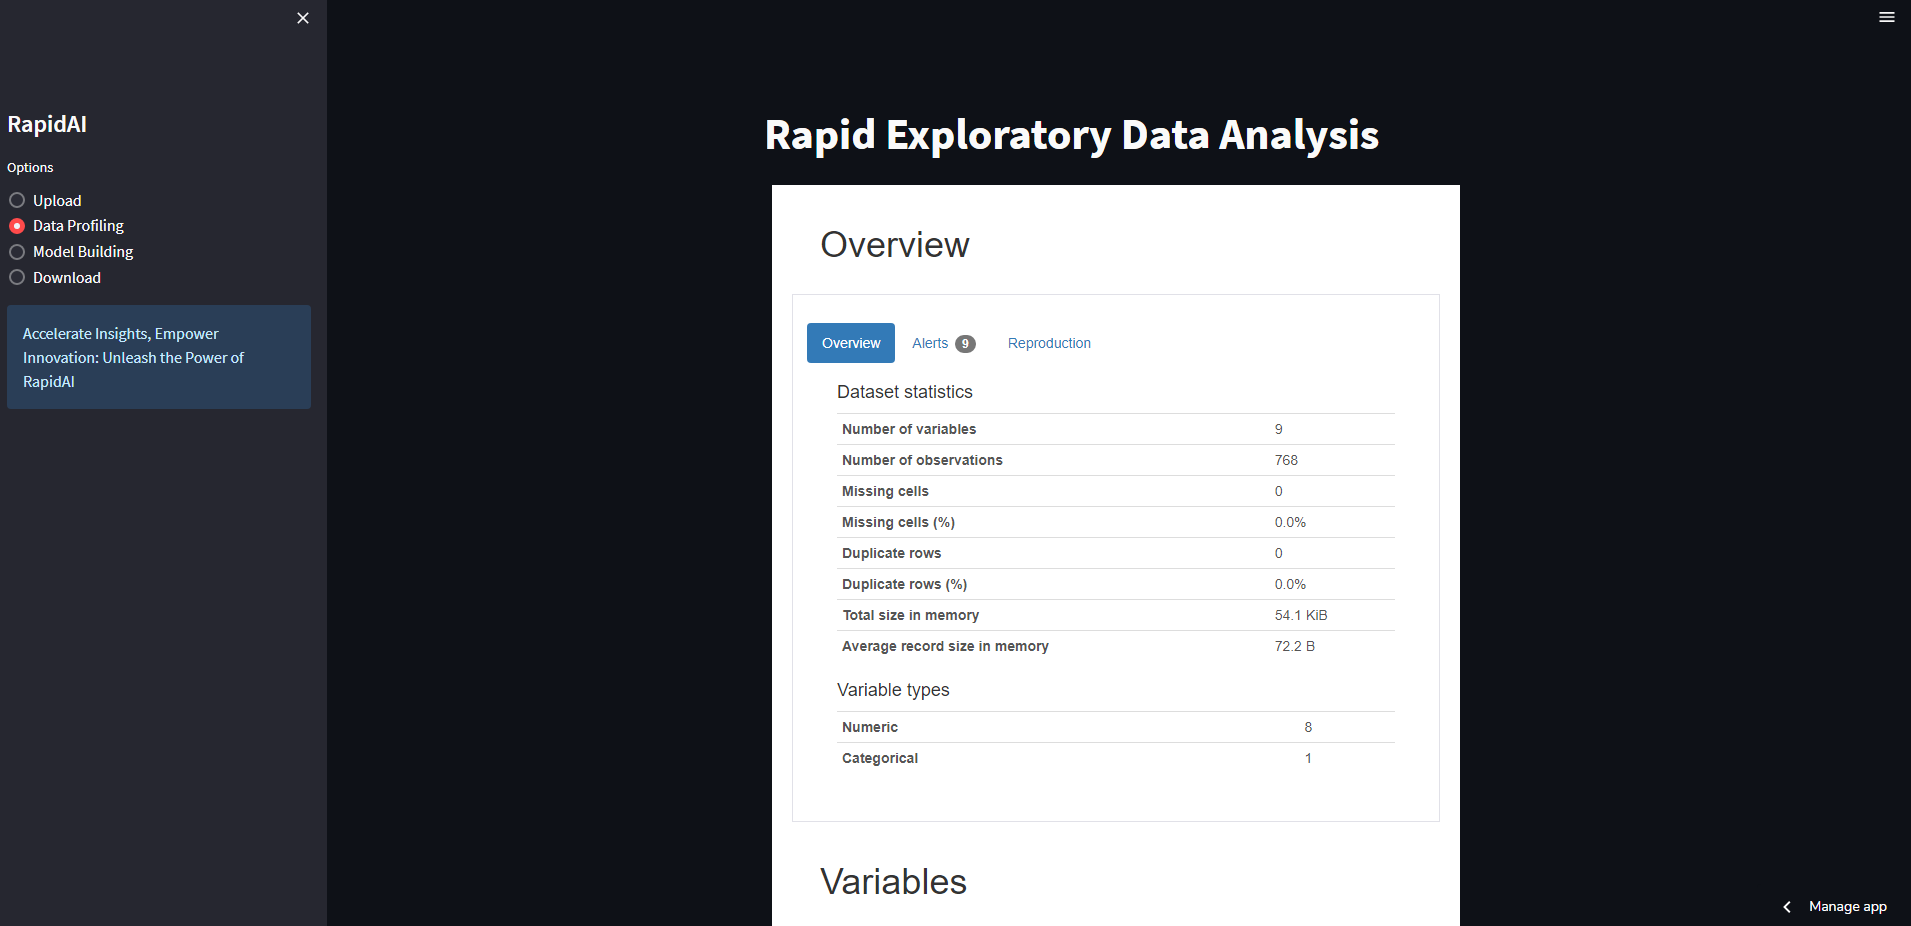 RapidAI
Options
Upload
Data Profiling
Model Building
Download
Accelerate Insights, Empower
Innovation: Unleash the Power of
RapidAI
Rapid Exploratory Data Analysis
Overview
Overview Alerts 9 Reproduction
Dataset statistics
Number of variables 9
Number of observations 768
Missing cells 0
Missing cells (%) 0.0%
Duplicate rows 0
Duplicate rows (%) 0.0%
Total size in memory 54.1 KiB
Average record size in memory 72.2 B
Variable types
Numeric 8
Categorical 1
Variables
Manage app